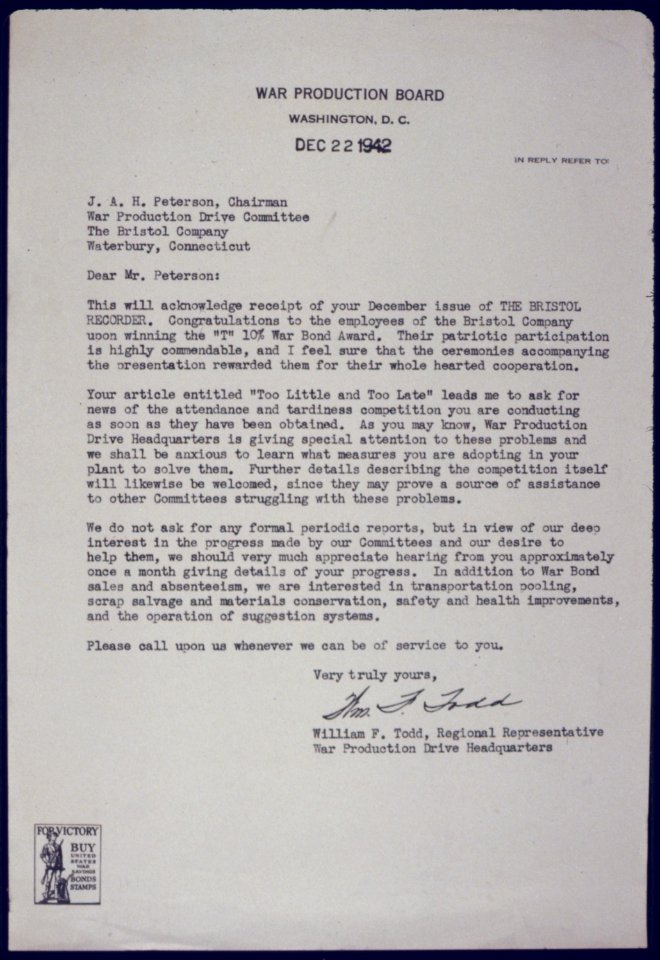 WAR PRODUCTION BOARD
WASHINGTON, D. C.
DEC 22 1942
IN REPLY REFER TO:
J. A. H. Peterson, Chairman
War Production Drive Committee
The Bristol Company
Waterbury, Connecticut
Dear Mr. Peterson:
This will acknowledge receipt of your December issue of THE BRISTOL
RECORDER.  Congratulations to the employees of the Bristol Company
upon winning the "T" 10% War Bond Award.  Their patriotic participation
is highly commendable, and I feel sure that the ceremonies accompanying
the presentation rewarded them for their whole hearted cooperation.
Your article entitled "Too Little and Too Late" leads me to ask for
news of the attendance and tardiness competition you are conducting
as soon as they have been obtained.  As you may know, War Production
Drive Headquarters is giving special attention to these problems and
we shall be anxious to learn what measures you are adopting in your
plant to solve them.  Further details describing the competition itself
will likewise be welcomed, since they may prove a source of assistance
to other Committees struggling with these problems.
We do not ask for any formal periodic reports, but in view of our deep
interest in the progress made by our Committees and our desire to
help them, we should very much appreciate hearing from you approximately
once a month giving details of your progress.  In addition to War Bond
sales and absenteeism, we are interested in transportation pooling,
scrap salvage and materials conservation, safety and health improvements,
and the operation of suggestion systems.
Please call upon us whenever we can be of service to you.
Very truly yours,
Wm. F. Todd
William F. Todd, Regional Representative
War Production Drive Headquarters
FOR VICTORY
BUY
UNITED
STATES
WAR
SAVINGS
BONDS
STAMPS